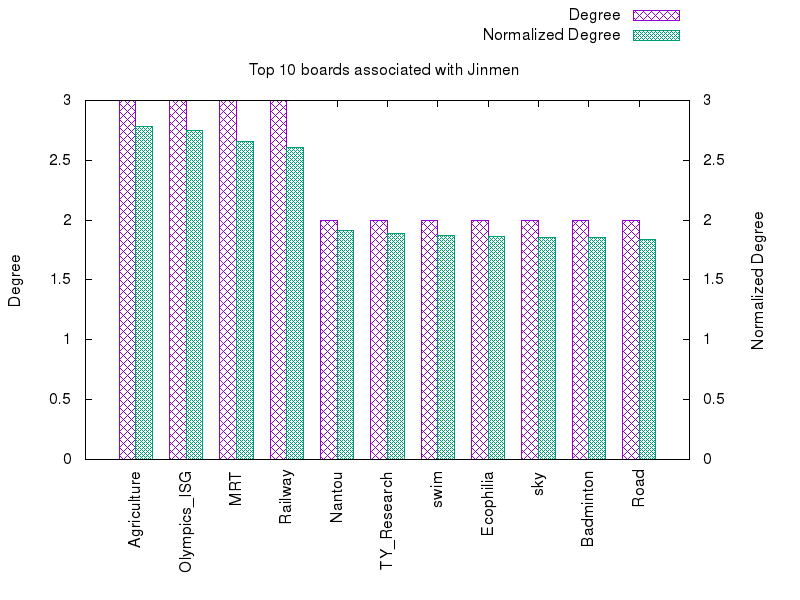 Degree
Normalized Degree
Top 10 boards associated with Jinmen
3 3
2.5 2.5
2 2
1.5 1.5
1 1
0.5 0.5
0 0
Degree
Normalized Degree
Agriculture
Olympics_ISG
MRT
Railway
Nantou
TY_Research
swim
Ecophilia
sky
Badminton
Road